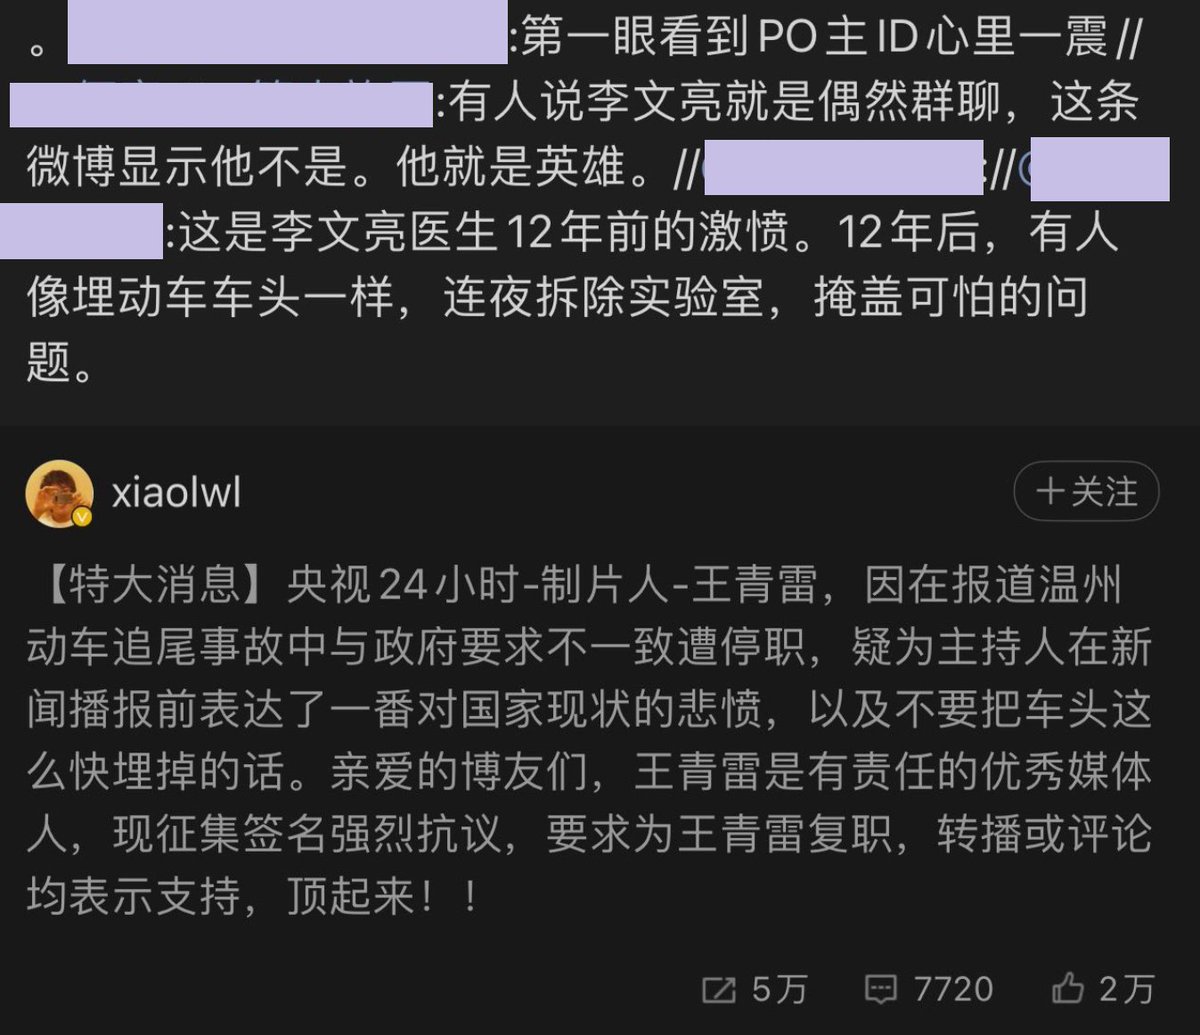 。:第一眼看到PO主ID心里一震//
:有人说李文亮就是偶然群聊，这条
微博显示他不是。他就是英雄。//://@
:这是李文亮医生12年前的激愤。12年后，有人
像埋动车车头一样，连夜拆除实验室，掩盖可怕的问
题。
xiaolwl
＋关注
【特大消息】央视24小时-制片人-王青雷，因在报道温州
动车追尾事故中与政府要求不一致遭停职，疑为主持人在新
闻播报前表达了一番对国家现状的悲愤，以及不要把车头这
么快埋掉的话。亲爱的博友们，王青雷是有责任的优秀媒体
人，现征集签名强烈抗议，要求为王青雷复职，转播或评论
均表示支持，顶起来！！
5万 7720 2万